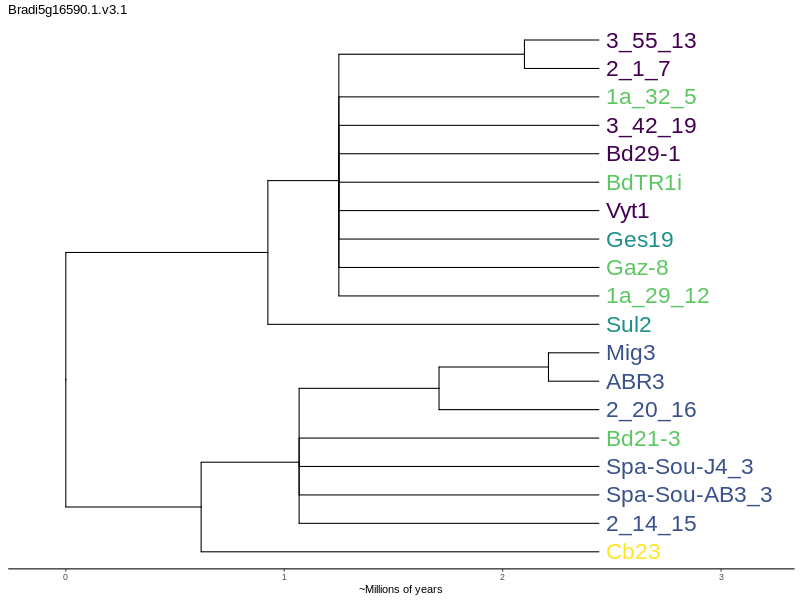 Bradi5g16590.1.v3.1
3_55_13
2_1_7
1a_32_5
3_42_19
Bd29-1
BdTR1i
Vyt1
Ges19
Gaz-8
1a_29_12
Sul2
Mig3
ABR3
2_20_16
Bd21-3
Spa-Sou-J4_3
Spa-Sou-AB3_3
2_14_15
Cb23
0 1 2 3
~Millions of years